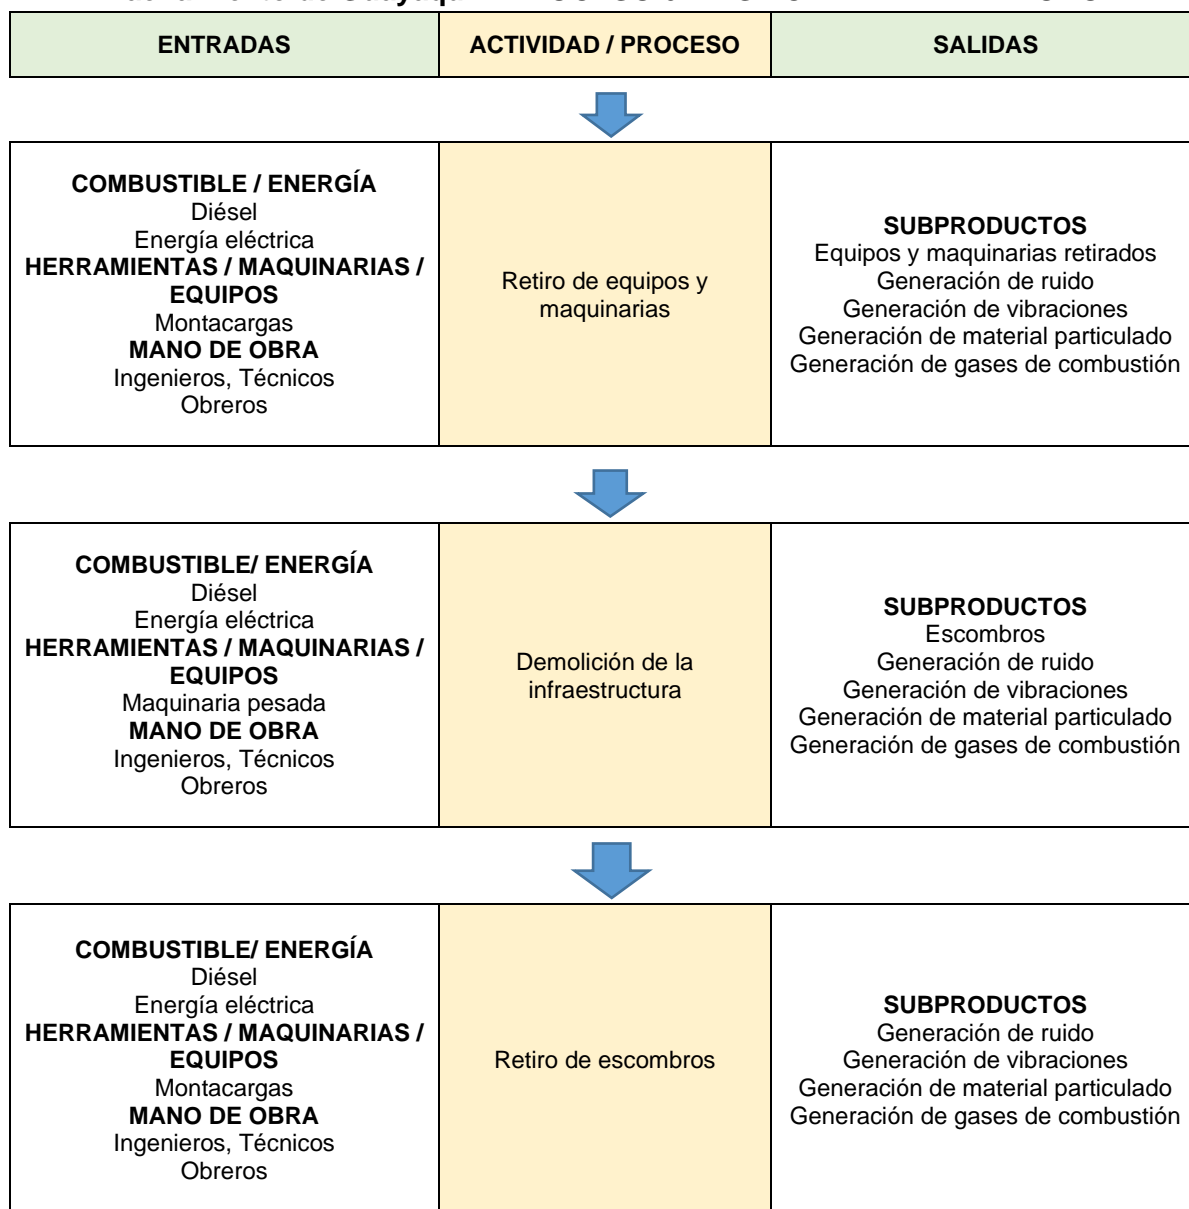 ENTRADAS
ACTIVIDAD / PROCESO
SALIDAS
COMBUSTIBLE / ENERGÍA
Diésel
Energía eléctrica
HERRAMIENTAS / MAQUINARIAS /
EQUIPOS
Montacargas
MANO DE OBRA
Ingenieros, Técnicos
Obreros
Retiro de equipos y
maquinarias
SUBPRODUCTOS
Equipos y maquinarias retirados
Generación de ruido
Generación de vibraciones
Generación de material particulado
Generación de gases de combustión
COMBUSTIBLE/ ENERGÍA
Diésel
Energía eléctrica
HERRAMIENTAS / MAQUINARIAS /
EQUIPOS
Maquinaria pesada
MANO DE OBRA
Ingenieros, Técnicos
Obreros
Demolición de la
infraestructura
SUBPRODUCTOS
Escombros
Generación de ruido
Generación de vibraciones
Generación de material particulado
Generación de gases de combustión
COMBUSTIBLE/ ENERGÍA
Diésel
Energía eléctrica
HERRAMIENTAS / MAQUINARIAS /
EQUIPOS
Montacargas
MANO DE OBRA
Ingenieros, Técnicos
Obreros
Retiro de escombros
SUBPRODUCTOS
Generación de ruido
Generación de vibraciones
Generación de material particulado
Generación de gases de combustión